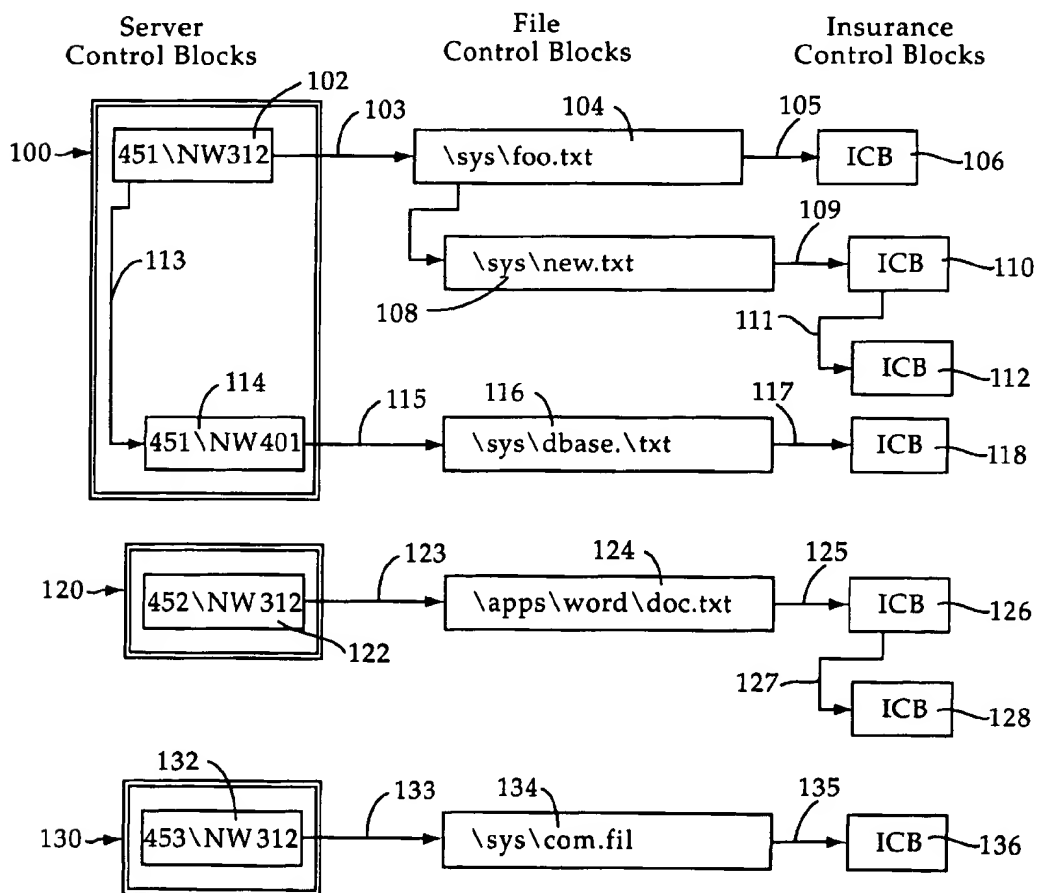 Server
Control Blocks
File
Control Blocks
Insurance
Control Blocks
102
103
104
105
100
451\NW312
\sys\foo.txt
ICB
106
109
113
\sys\new.txt
ICB
110
108
111
114
ICB
112
115
116
117
451\NW401
\sys\dbase.\txt
ICB
118
123
124
125
120
452\NW312
\apps\word\doc.txt
ICB
126
122
127
ICB
128
132
133
134
135
130
453\NW312
\sys\com.fil
ICB
136